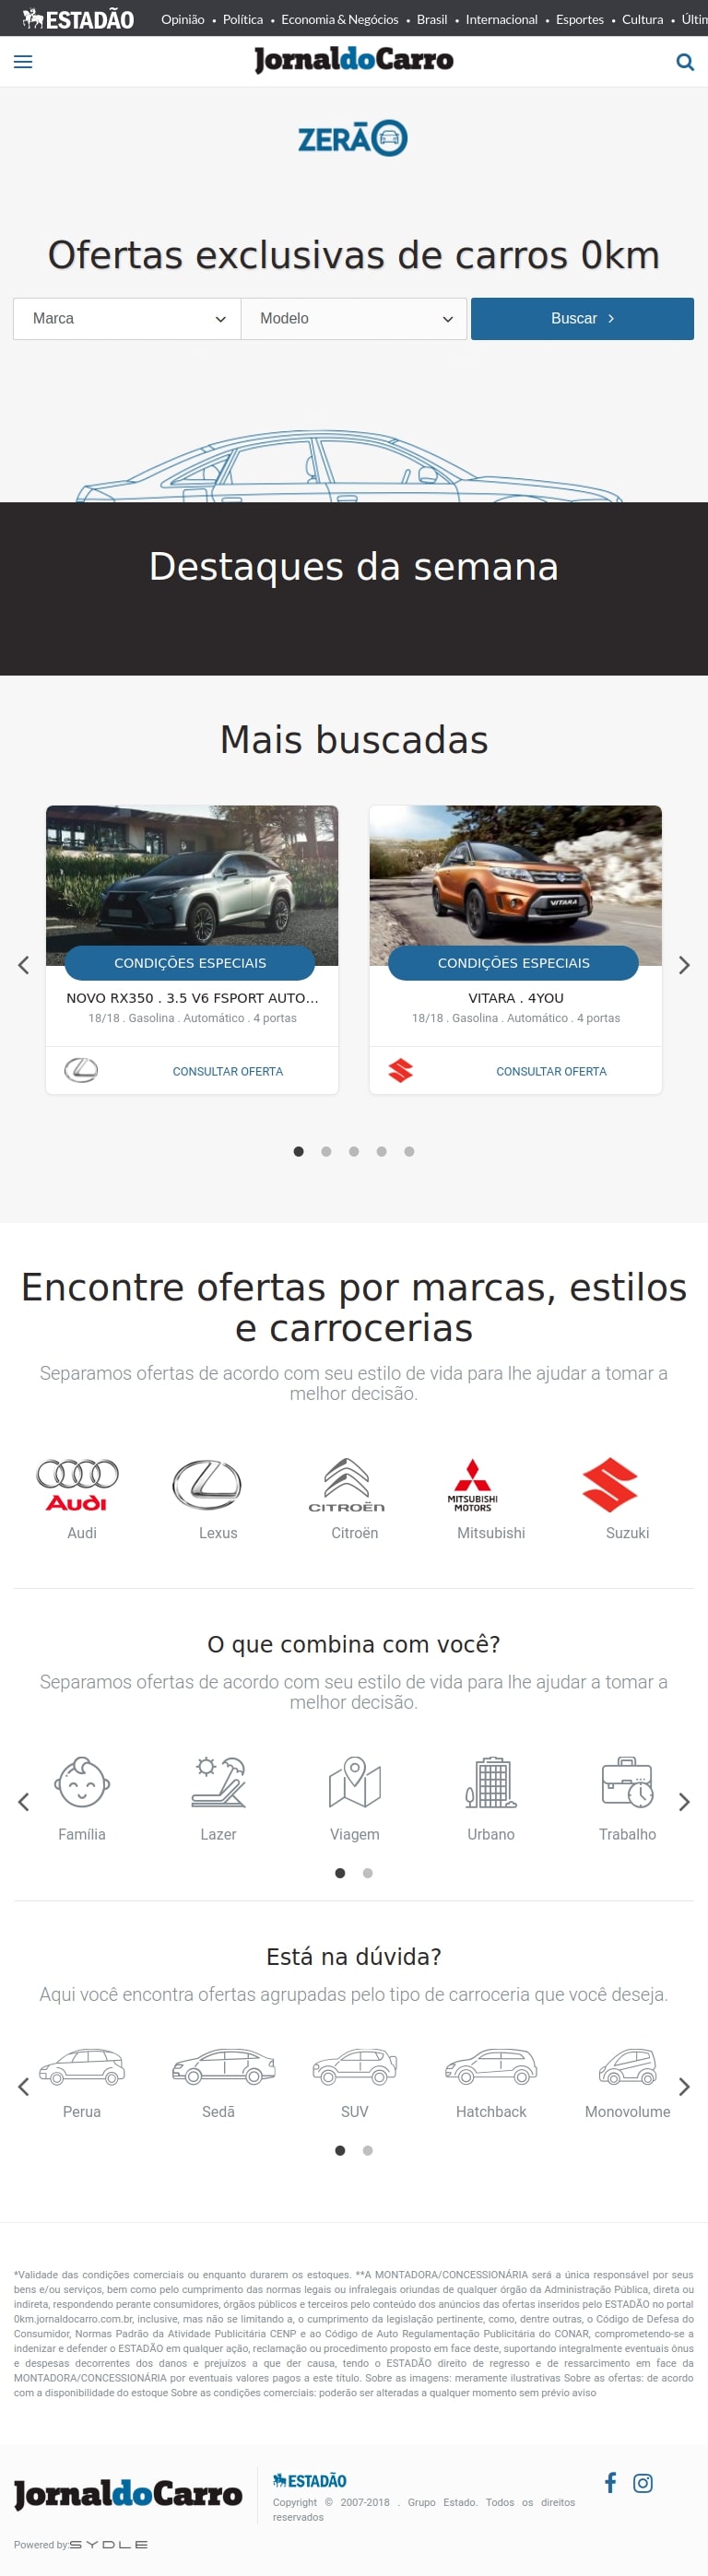 ESTADÃO Opinião • Política • Economia & Negócios • Brasil • Internacional • Esportes • Cultura •
JornaldoCarro
ZERÃO
Ofertas exclusivas de carros 0km
Marca Modelo Buscar
Destaques da semana
Mais buscadas
VITARA
CONDIÇÕES ESPECIAIS CONDIÇÕES ESPECIAIS
NOVO RX350 . 3.5 V6 FSPORT AUTO... VITARA . 4YOU
18/18 . Gasolina . Automático . 4 portas 18/18 . Gasolina . Automático . 4 portas
CONSULTAR OFERTA CONSULTAR OFERTA
Encontre ofertas por marcas, estilos
e carrocerias
Separamos ofertas de acordo com seu estilo de vida para lhe ajudar a tomar a
melhor decisão.
Audi CITROËN MITSUBISHI
MOTORS
Audi Lexus Citroën Mitsubishi Suzuki
O que combina com você?
Separamos ofertas de acordo com seu estilo de vida para lhe ajudar a tomar a
melhor decisão.
Família Lazer Viagem Urbano Trabalho
Está na dúvida?
Aqui você encontra ofertas agrupadas pelo tipo de carroceria que você deseja.
Perua Sedã SUV Hatchback Monovolume
*Validade das condições comerciais ou enquanto durarem os estoques. **A MONTADORA/CONCESSIONÁRIA será a única responsável por seus
bens e/ou serviços, bem como pelo cumprimento das normas legais ou infralegais oriundas de qualquer órgão da Administração Pública, direta ou
indireta, respondendo perante consumidores, órgãos públicos e terceiros pelo conteúdo dos anúncios das ofertas inseridos pelo ESTADÃO no portal
0km.jornaldocarro.com.br, inclusive, mas não se limitando a, o cumprimento da legislação pertinente, como, dentre outras, o Código de Defesa do
Consumidor, Normas Padrão da Atividade Publicitária CENP e ao Código de Auto Regulamentação Publicitária do CONAR, comprometendo-se a
indenizar e defender o ESTADÃO em qualquer ação, reclamação ou procedimento proposto em face deste, suportando integralmente eventuais ônus
e despesas decorrentes dos danos e prejuízos a que der causa, tendo o ESTADÃO direito de regresso e de ressarcimento em face da
MONTADORA/CONCESSIONÁRIA por eventuais valores pagos a este título. Sobre as imagens: meramente ilustrativas Sobre as ofertas: de acordo
com a disponibilidade do estoque Sobre as condições comerciais: poderão ser alteradas a qualquer momento sem prévio aviso
JornaldoCarro
ESTADÃO
Copyright © 2007-2018 . Grupo Estado. Todos os direitos
reservados
Powered by: SYDLE